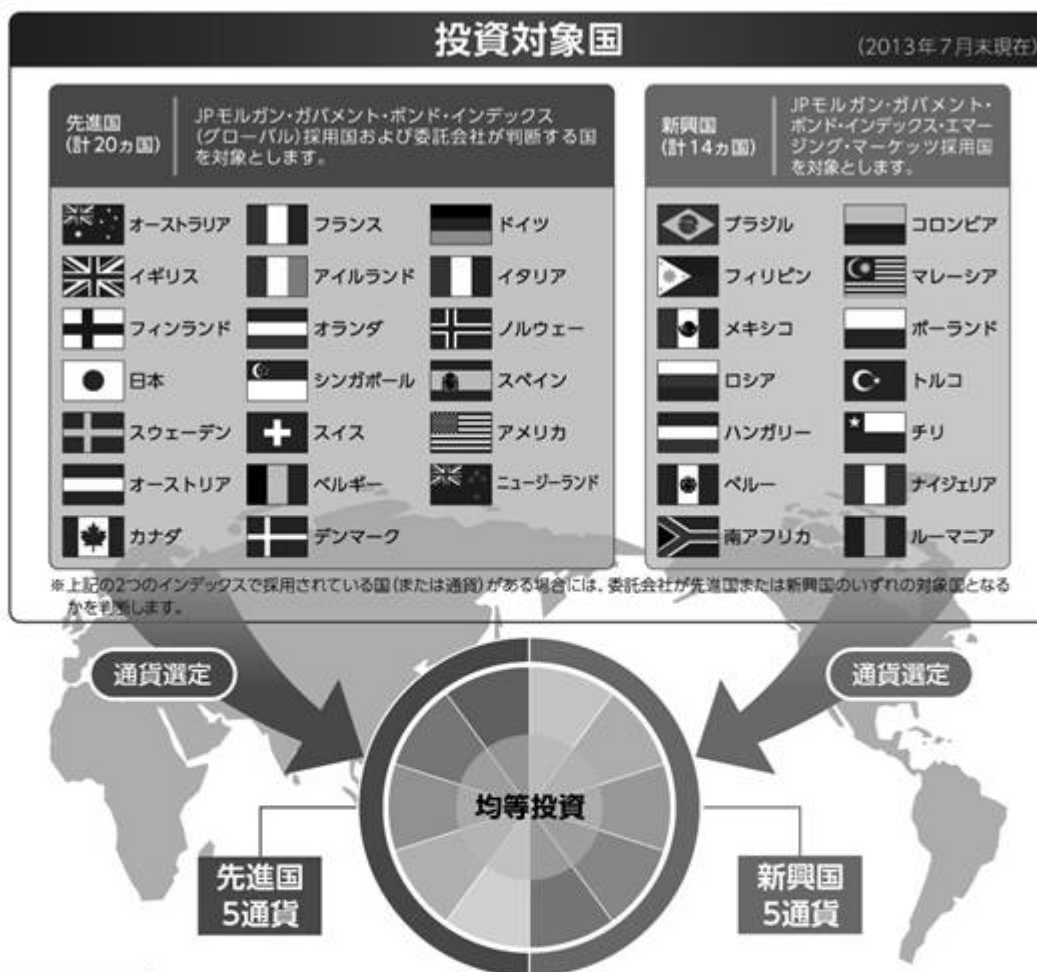 投資対象国
(2013年7月末現在)
先進国
(計20ヵ国)
JPモルガン・ガバメント・ボンド・インデックス
(グローバル)採用国および委託会社が判断する国
を対象とします。
オーストラリア フランス ドイツ
イギリス アイルランド イタリア
フィンランド オランダ ノルウェー
日本 シンガポール スペイン
スウェーデン スイス アメリカ
オーストリア ベルギー ニュージーランド
カナダ デンマーク
新興国
(計14ヵ国)
JPモルガン・ガバメント・
ボンド・インデックス・エマー
ジング・マーケッツ採用国
を対象とします。
ブラジル コロンビア
フィリピン マレーシア
メキシコ ポーランド
ロシア トルコ
ハンガリー チリ
ペルー ナイジェリア
南アフリカ ルーマニア
※上記の2つのインデックスで採用されている国(または通貨)がある場合には、委託会社が先進国または新興国のいずれの対象国となる
かを判断します。
通貨選定
通貨選定
均等投資
先進国
5通貨
新興国
5通貨